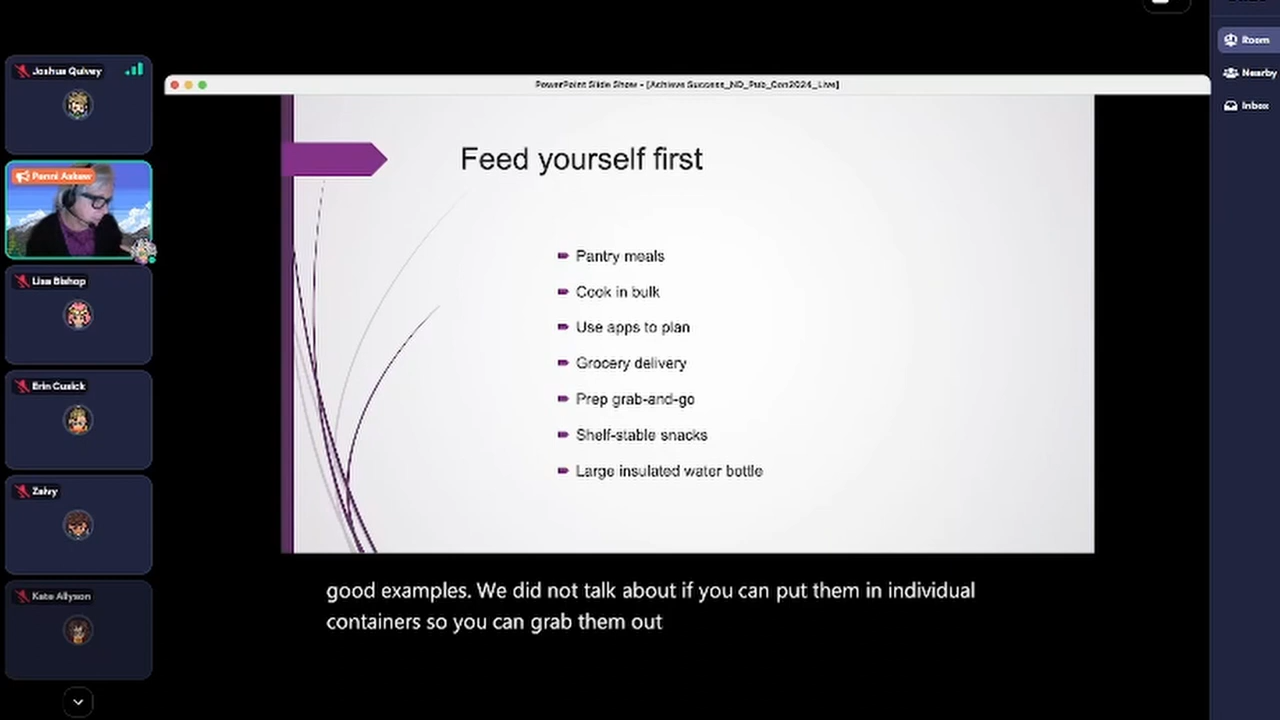 Joshua Quivey
Penni Askew
Lisa Bishop
Erin Cusick
Zalvy
Kate Allyson
PowerPoint Slide Show - [Achieve Success_ND_Pub_Con2024_Live]
Feed yourself first
Pantry meals
Cook in bulk
Use apps to plan
Grocery delivery
Prep grab-and-go
Shelf-stable snacks
Large insulated water bottle
good examples. We did not talk about if you can put them in individual
containers so you can grab them out
Room
Nearby
Inbox